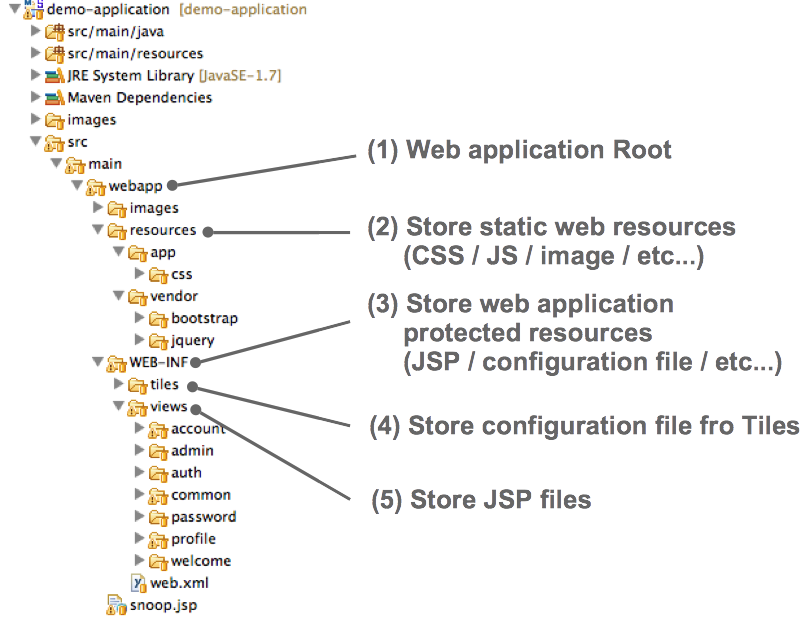 demo-application [demo-application
src/main/java
src/main/resources
JRE System Library [JavaSE-1.7]
Maven Dependencies
images
src
main
webapp
images
resources
app
css
vendor
bootstrap
jquery
WEB-INF
tiles
views
account
admin
auth
common
password
profile
welcome
web.xml
snoop.jsp
(1) Web application Root
(2) Store static web resources
(CSS / JS / image / etc...)
(3) Store web application
protected resources
(JSP / configuration file / etc...)
(4) Store configuration file fro Tiles
(5) Store JSP files